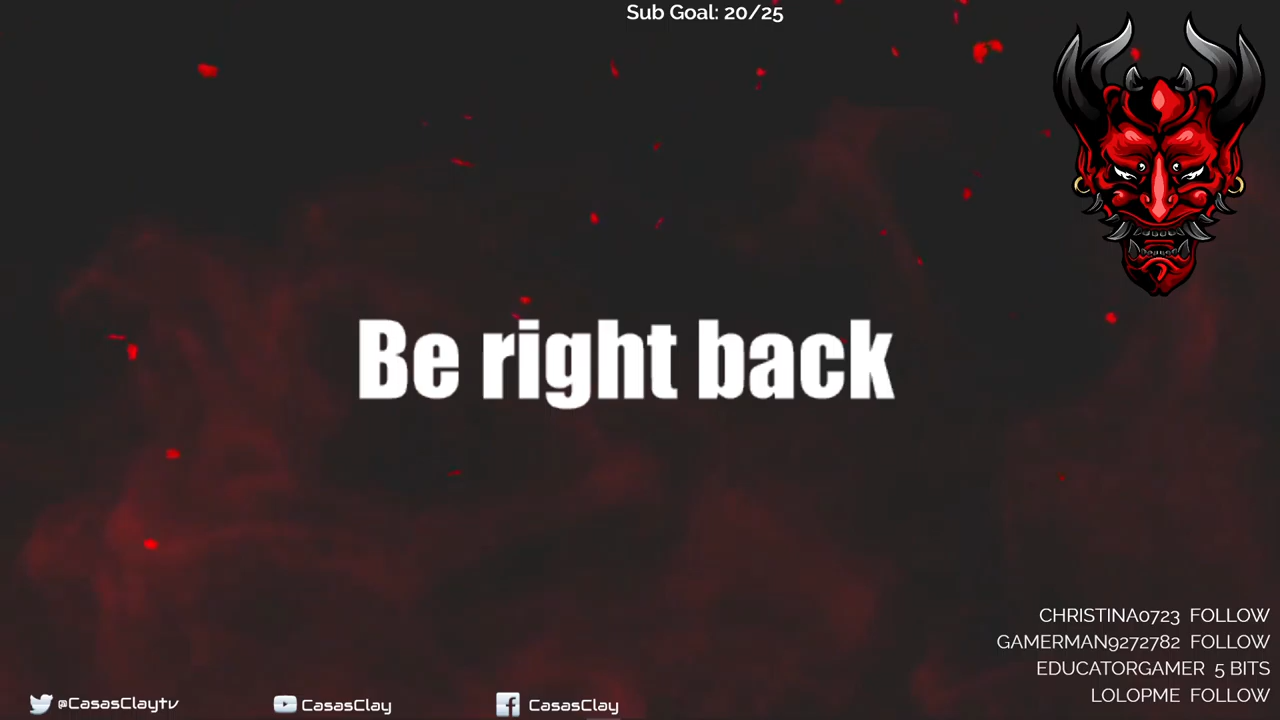 Sub Goal: 20/25
Be right back
CHRISTINA0723 FOLLOW
GAMERMAN9272782 FOLLOW
EDUCATORGAMER 5 BITS
LOLOPME FOLLOW
@CasasClaytv CasasClay CasasClay